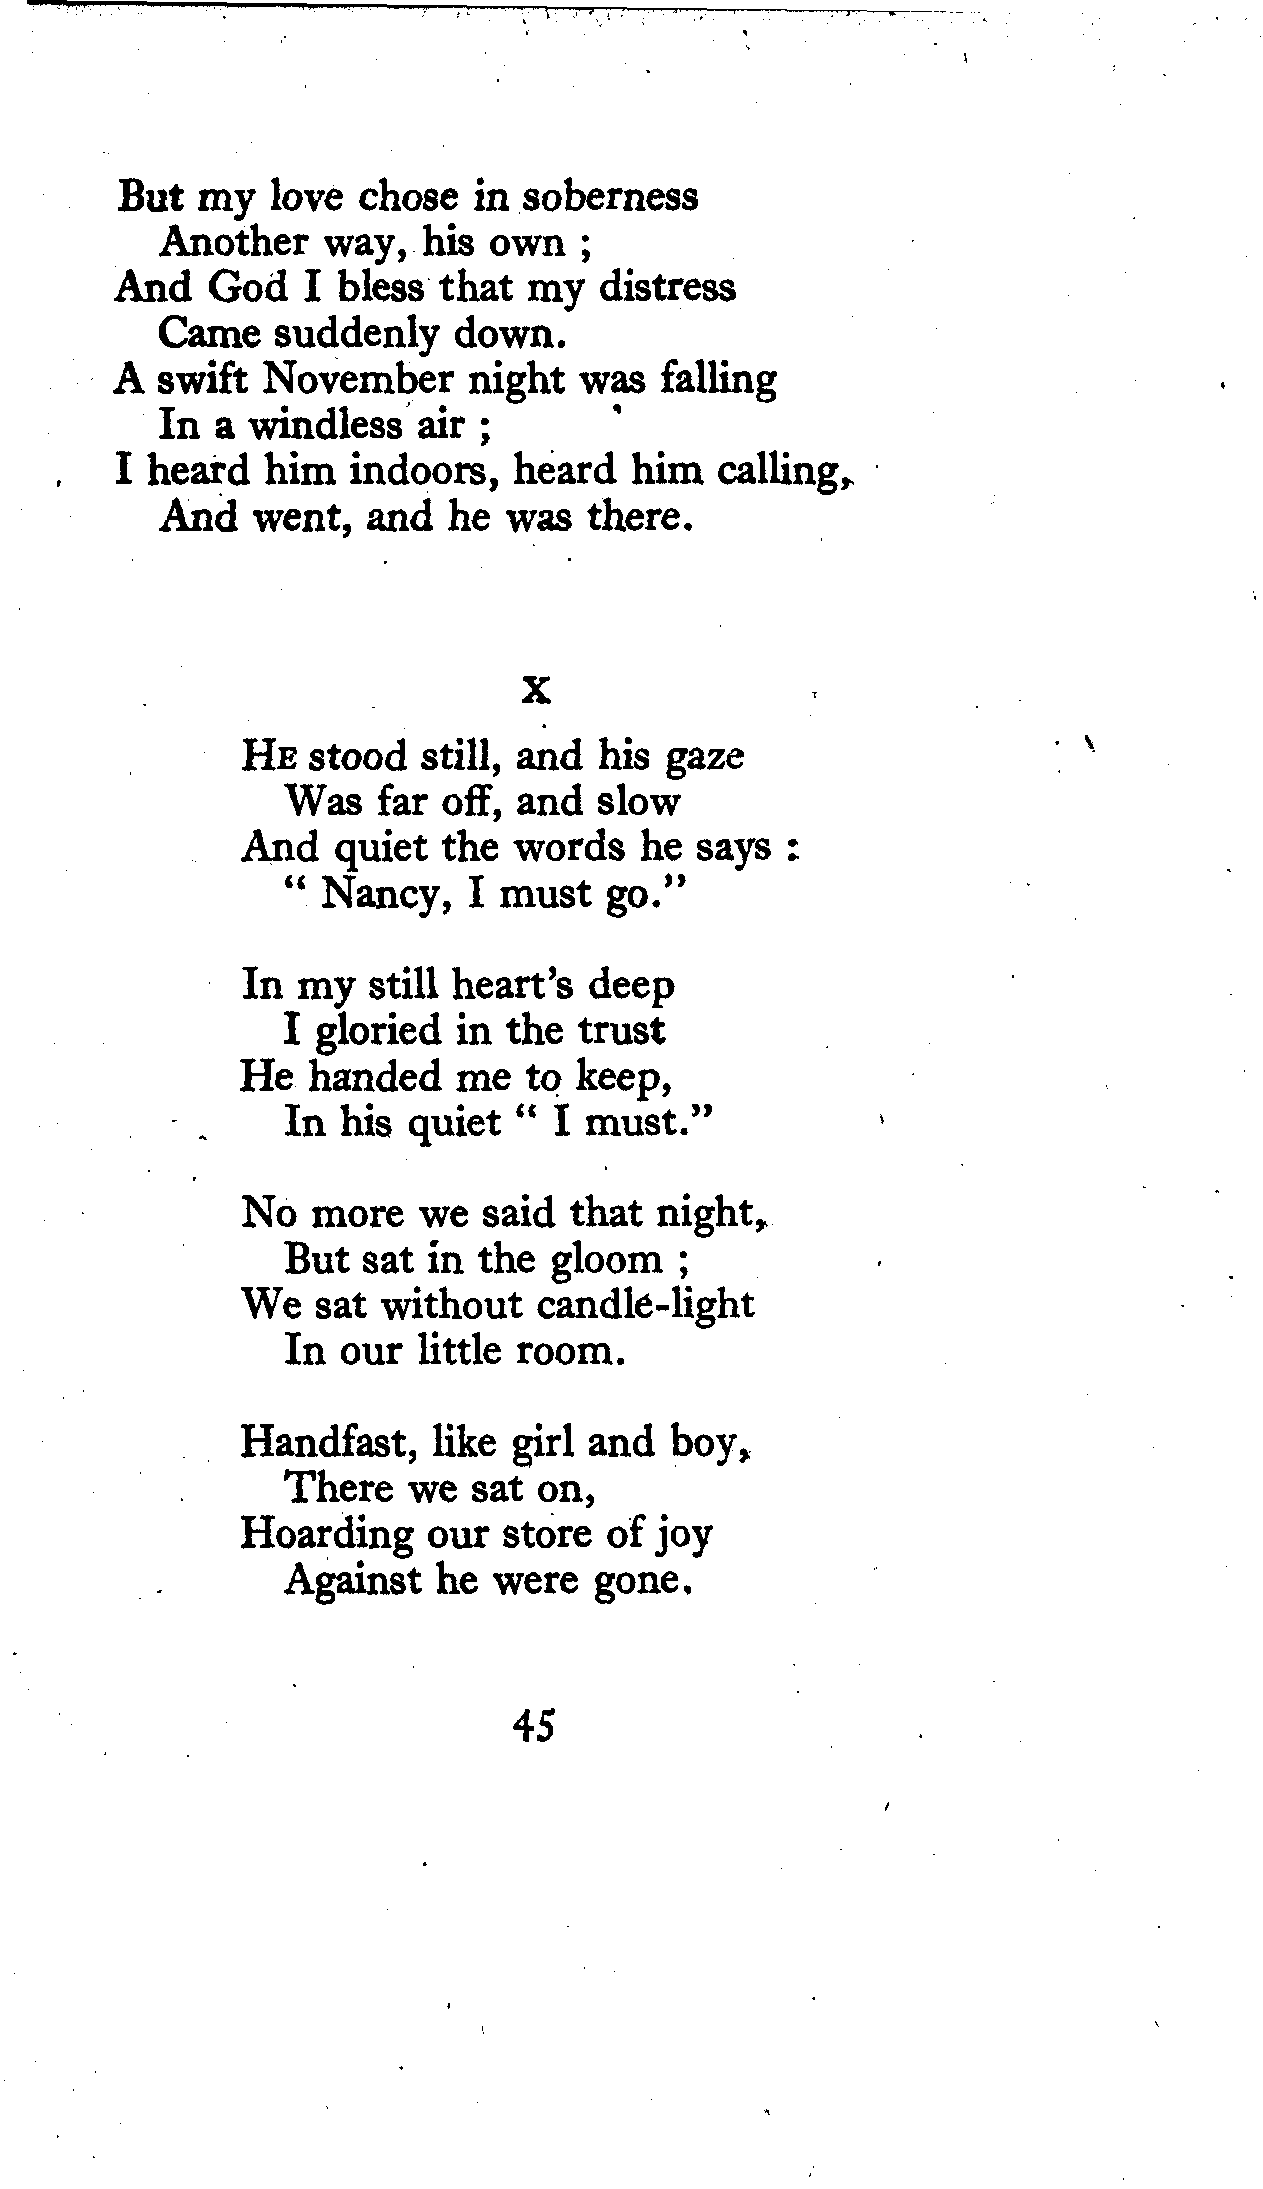 But my love chose in soberness
Another way, his own ;
And God I bless that my distress
Came suddenly down.
A swift November night was falling
In a windless air ;
I heard him indoors, heard him calling,
And went, and he was there.
X
HE stood still, and his gaze
Was far off, and slow
And quiet the words he says :
“ Nancy, I must go.”
In my still heart's deep
I gloried in the trust
He handed me to keep,
In his quiet “ I must.”
No more we said that night,
But sat in the gloom ;
We sat without candle-light
In our little room.
Handfast, like girl and boy,
There we sat on,
Hoarding our store of joy
Against he were gone.
45